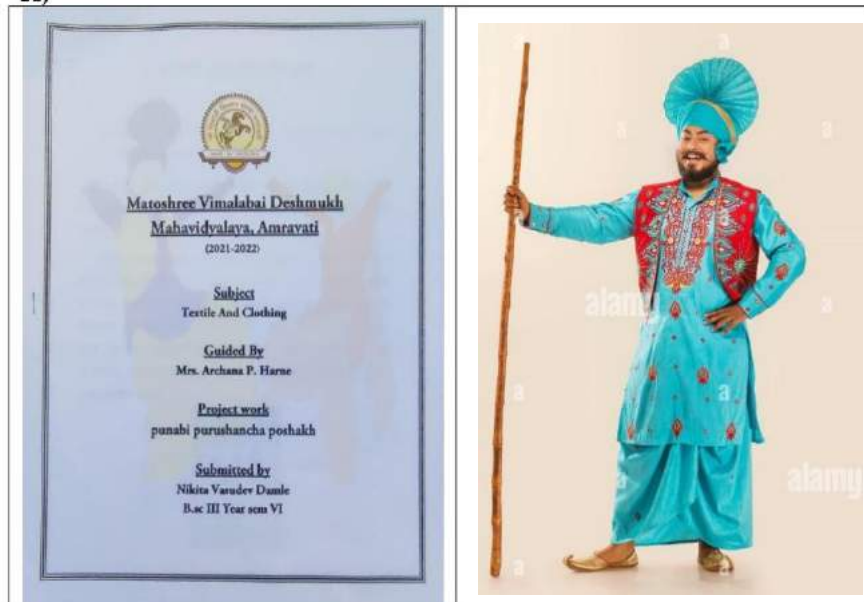 Matoshree Vimalabai Deshmukh
Mahavidvalaya, Amravati
(2021-2022)
Subject
Textile And Clothing
Guided By
Mrs. Archana P. Harne
Project work
punabi purushancha poshakh
Submitted by
Nikita Vasudev Damle
B.sc III Year sem VI
alamy
alamy
a
a
a
a
a
a
a
a